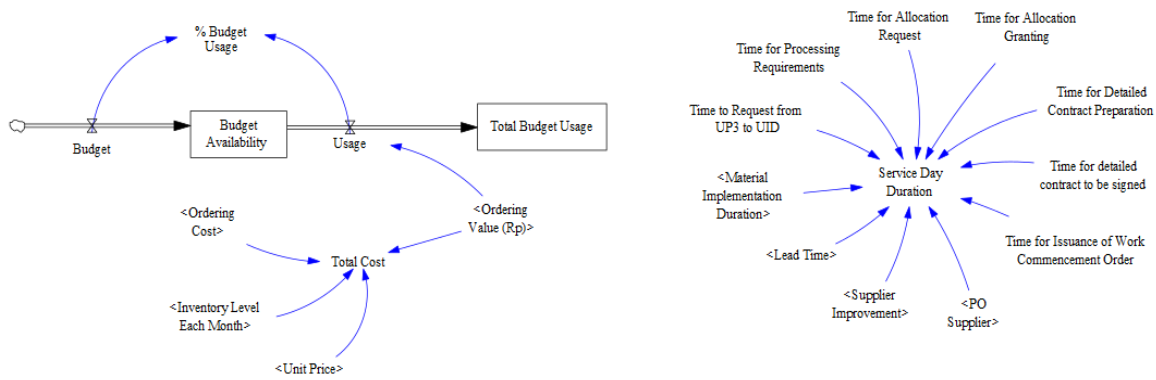 % Budget
Usage
Budget
Budget
Availability
Usage
Total Budget Usage
<Ordering
Cost>
<Ordering
Value (Rp)>
Total Cost
<Inventory Level
Each Month>
<Unit Price>
Time for Allocation
Request
Time for Allocation
Granting
Time for Processing
Requirements
Time for Detailed
Contract Preparation
Time to Request from
UP3 to UID
Service Day
Duration
Time for detailed
contract to be signed
<Material
Implementation
Duration>
<Lead Time>
Time for Issuance of Work
Commencement Order
<Supplier
Improvement>
<PO
Supplier>